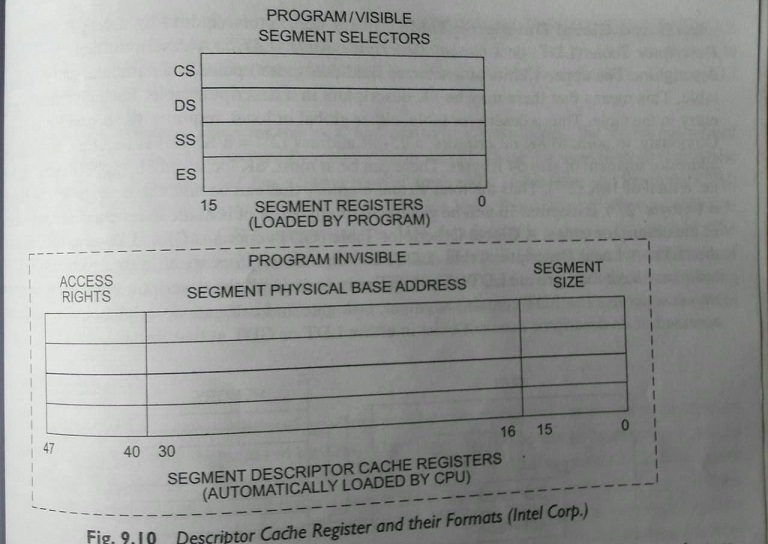 PROGRAM/VISIBLE
SEGMENT SELECTORS
CS
DS
SS
ES
15
SEGMENT REGISTERS
0
(LOADED BY PROGRAM)
PROGRAM INVISIBLE
ACCESS
RIGHTS
SEGMENT PHYSICAL BASE ADDRESS
SEGMENT
SIZE
47
40
30
16
15
0
SEGMENT DESCRIPTOR CACHE REGISTERS
(AUTOMATICALLY LOADED BY CPU)
Fig. 9.10 Descriptor Cache Register and their Formats (Intel Corp.)